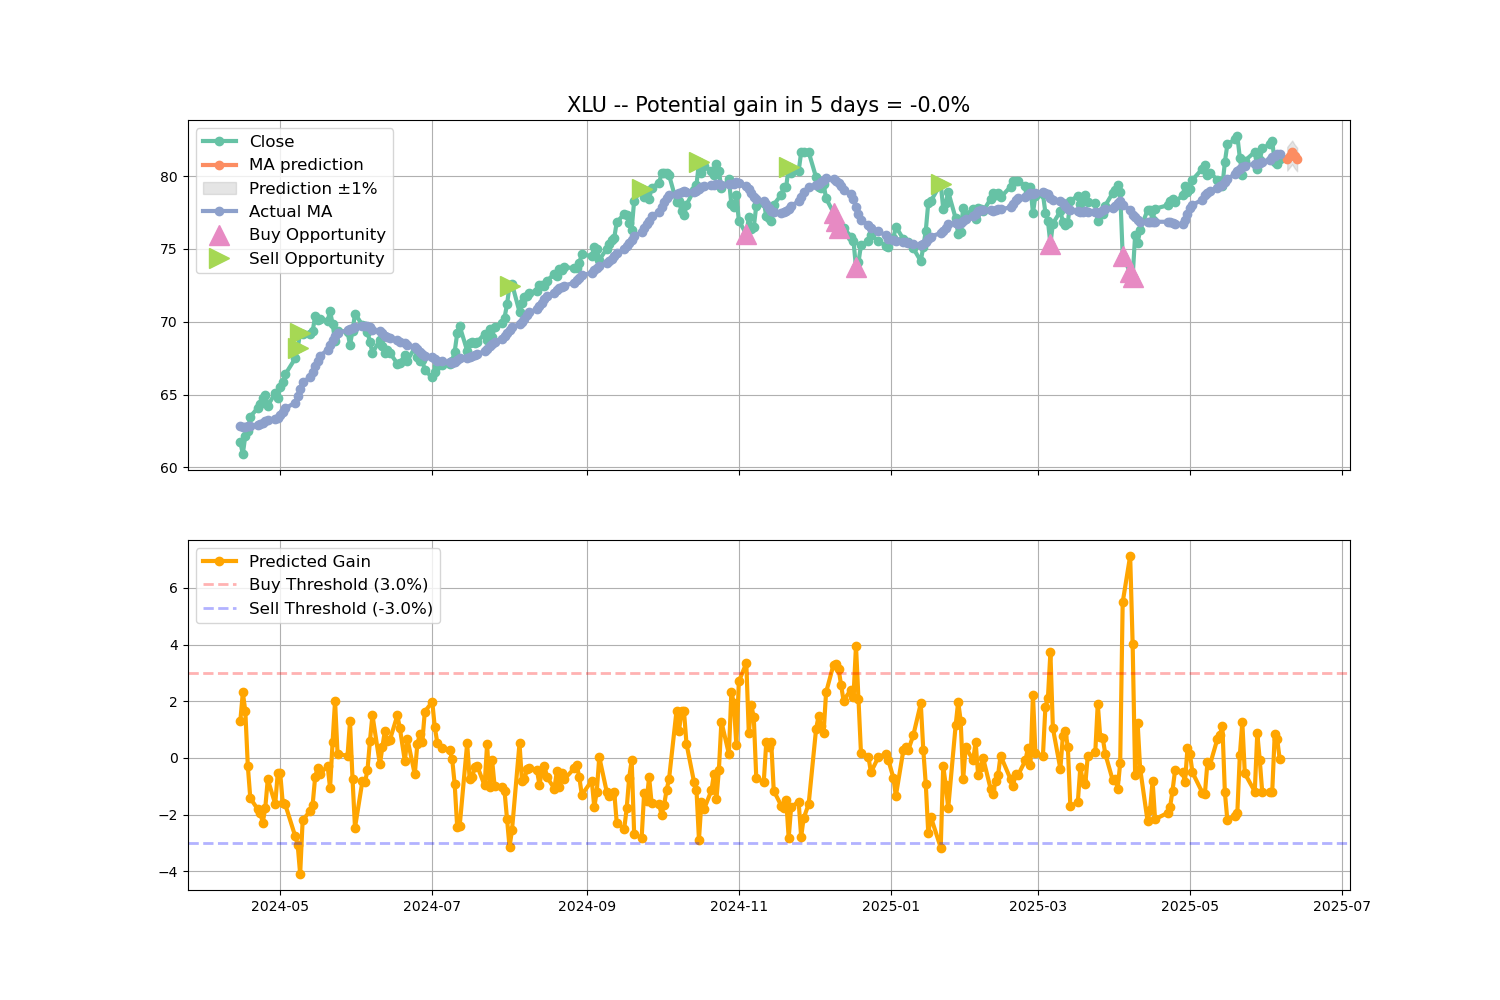 XLU -- Potential gain in 5 days = -0.0%
Close
MA prediction
Prediction ±1%
Actual MA
Buy Opportunity
Sell Opportunity
80
75
70
65
60
Predicted Gain
Buy Threshold (3.0%)
Sell Threshold (-3.0%)
6
4
2
0
−2
−4
2024-05 2024-07 2024-09 2024-11 2025-01 2025-03 2025-05 2025-07